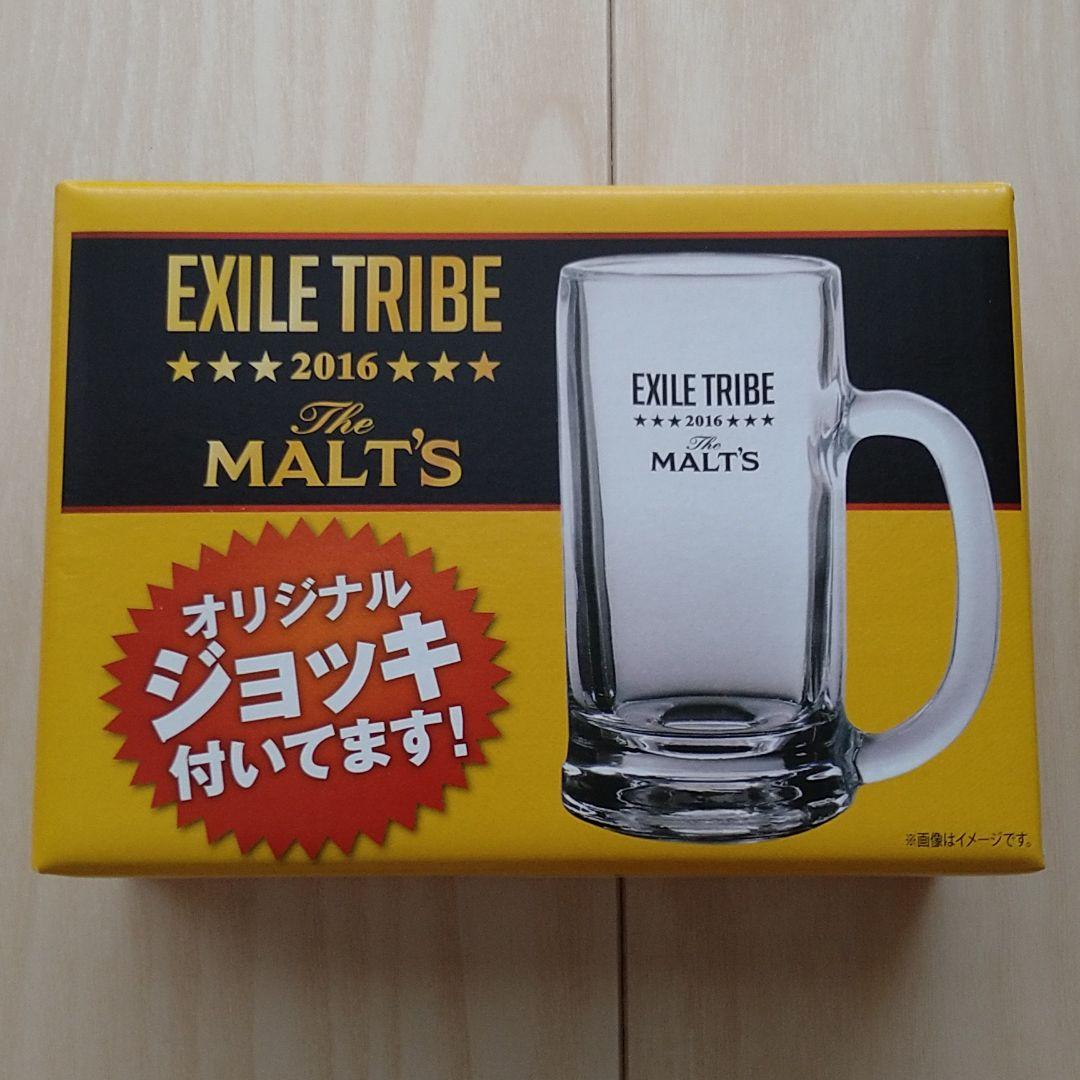 EXILE TRIBE
★★★2016★★★
The
MALT'S
EXILE TRIBE
★★★2016★★★
The
MALT'S
オリジナル
ジョッキ
付いてます!
※画像はイメージです。